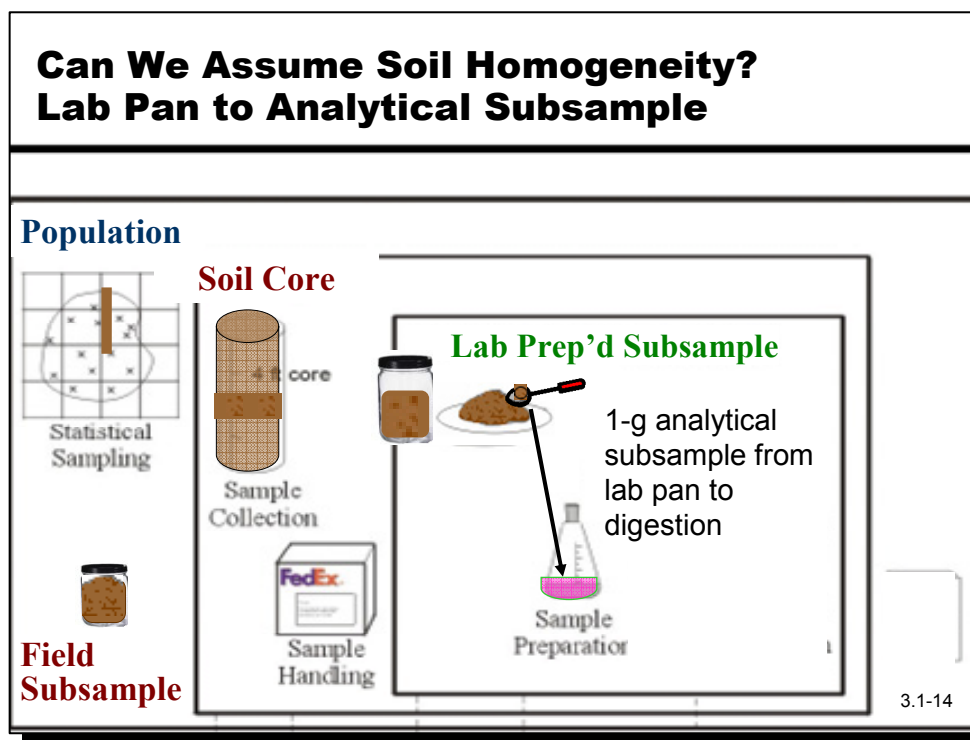 Can We Assume Soil Homogeneity?
Lab Pan to Analytical Subsample
Population
Soil Core
Lab Prep'd Subsample
4 ft core
1-g analytical
subsample from
lab pan to
digestion
Statistical
Sampling
Sample
Collection
FedEx
Sample
Handling
Sample
Preparation
Field
Subsample
3.1-14